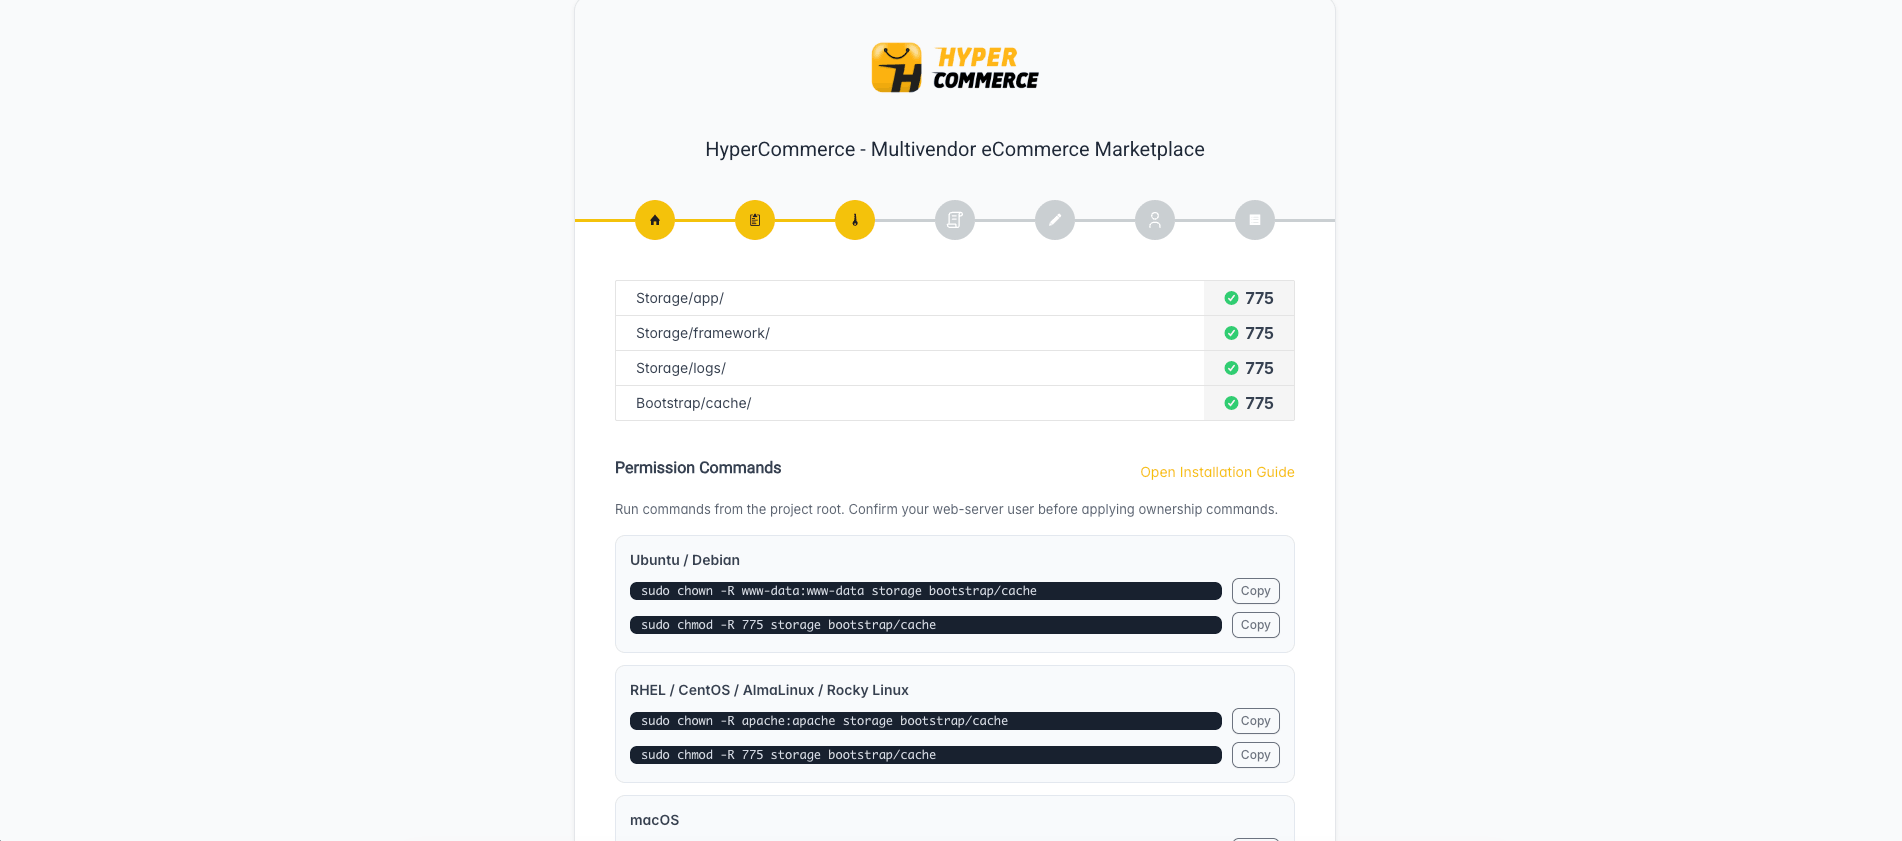 HYPER
COMMERCE
HyperCommerce - Multivendor eCommerce Marketplace
Storage/app/ 775
Storage/framework/ 775
Storage/logs/ 775
Bootstrap/cache/ 775
Permission Commands Open Installation Guide
Run commands from the project root. Confirm your web-server user before applying ownership commands.
Ubuntu / Debian
sudo chown -R www-data:www-data storage bootstrap/cache Copy
sudo chmod -R 775 storage bootstrap/cache Copy
RHEL / CentOS / AlmaLinux / Rocky Linux
sudo chown -R apache:apache storage bootstrap/cache Copy
sudo chmod -R 775 storage bootstrap/cache Copy
macOS